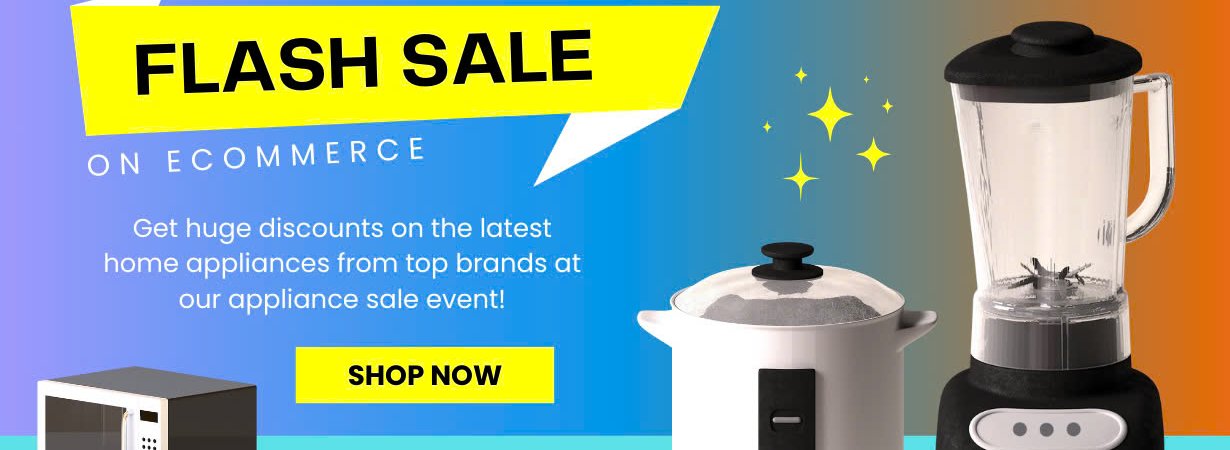 FLASH SALE
ON ECOMMERCE
Get huge discounts on the latest
home appliances from top brands at
our appliance sale event!
SHOP NOW